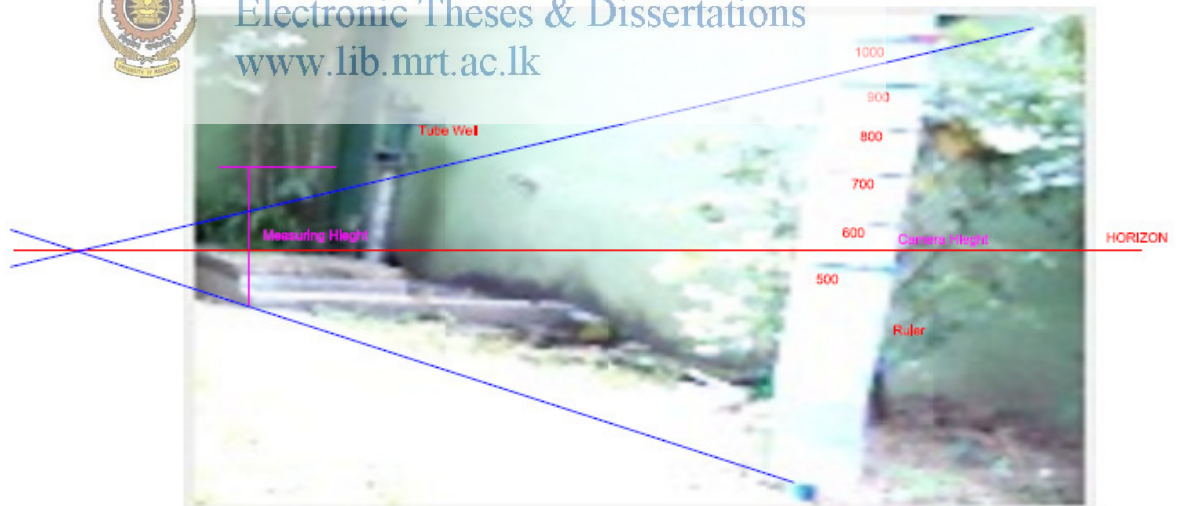 Electronic Theses & Dissertations
www.lib.mrt.ac.lk
1000
900
Tube Well
800
700
600
Measuring Hieght
Camera Hieght
HORIZON
500
Ruler